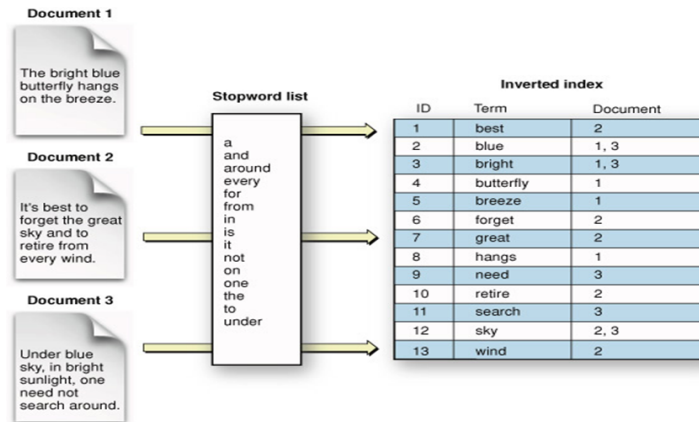 Document 1
The bright blue
butterfly hangs
on the breeze.
Document 2
It's best to
forget the great
sky and to
retire from
every wind.
Document 3
Under blue
sky, in bright
sunlight, one
need not
search around.
Stopword list
a
and
around
every
for
from
in
is
it
not
on
one
the
to
under
Inverted index
ID Term Document
1 best 2
2 blue 1, 3
3 bright 1, 3
4 butterfly 1
5 breeze 1
6 forget 2
7 great 2
8 hangs 1
9 need 3
10 retire 2
11 search 3
12 sky 2, 3
13 wind 2